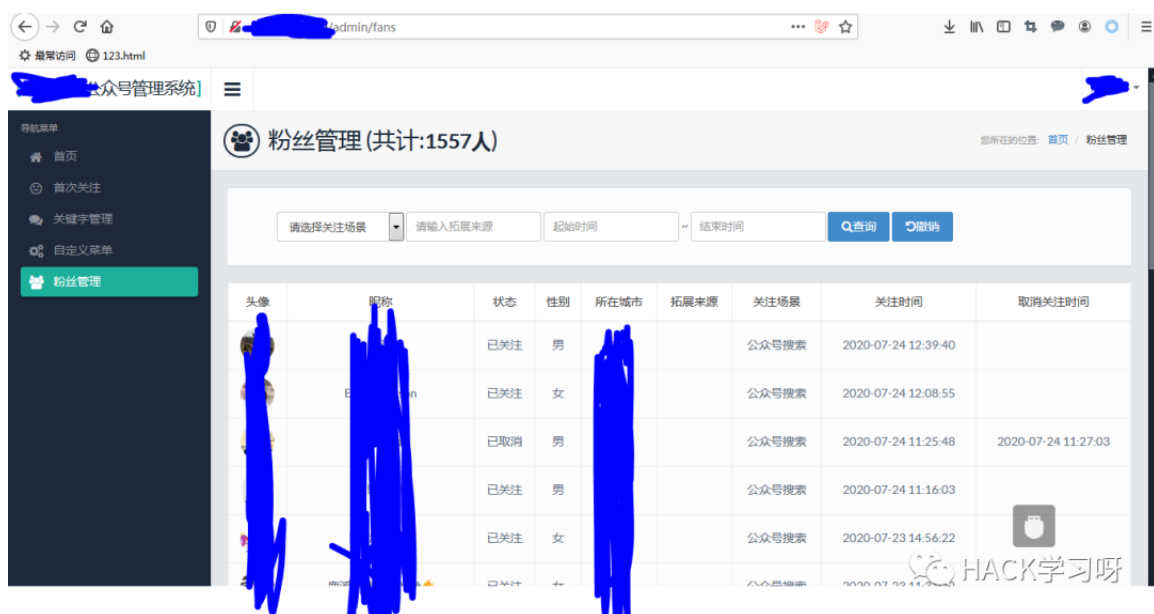 /admin/fans
最常访问 123.html
公众号管理系统]
导航菜单
首页
首次关注
关键字管理
自定义菜单
粉丝管理
粉丝管理(共计:1557人)
您所在的位置: 首页 / 粉丝管理
请选择关注场景 请输入拓展来源 起始时间 ~ 结束时间 查询 撤销
头像 昵称 状态 性别 所在城市 拓展来源 关注场景 关注时间 取消关注时间
已关注 男 公众号搜索 2020-07-24 12:39:40
已关注 女 公众号搜索 2020-07-24 12:08:55
已取消 男 公众号搜索 2020-07-24 11:25:48 2020-07-24 11:27:03
已关注 男 公众号搜索 2020-07-24 11:16:03
已关注 女 公众号搜索 2020-07-23 14:56:22
已关注 女 公众号搜索
HACK学习呀